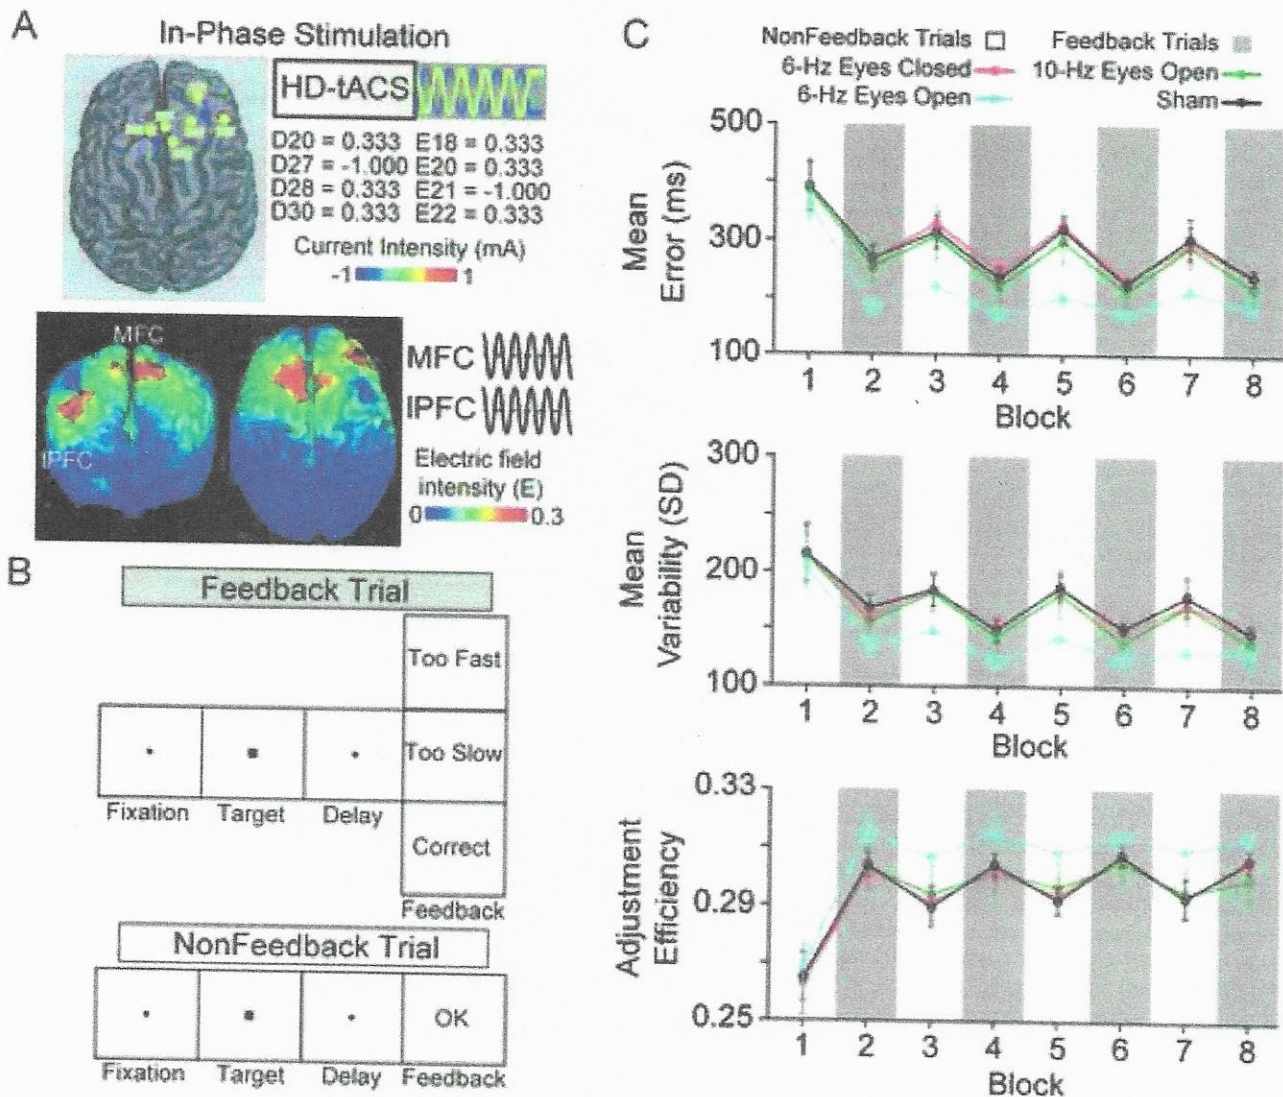 A
In-Phase Stimulation
HD-tACS
D20 = 0.333 E18 = 0.333
D27 = -1.000 E20 = 0.333
D28 = 0.333 E21 = -1.000
D30 = 0.333 E22 = 0.333
Current Intensity (mA)
-1 1
MFC
lPFC
MFC
lPFC
Electric field
intensity (E)
0 0.3
B
Feedback Trial
Too Fast
Too Slow
Correct
Fixation Target Delay
Feedback
NonFeedback Trial
OK
Fixation Target Delay Feedback
C
NonFeedback Trials Feedback Trials
6-Hz Eyes Closed 10-Hz Eyes Open
6-Hz Eyes Open Sham
Mean
Error (ms)
500
300
100
1 2 3 4 5 6 7 8
Block
Mean
Variability (SD)
300
200
100
1 2 3 4 5 6 7 8
Block
Adjustment
Efficiency
0.33
0.29
0.25
1 2 3 4 5 6 7 8
Block